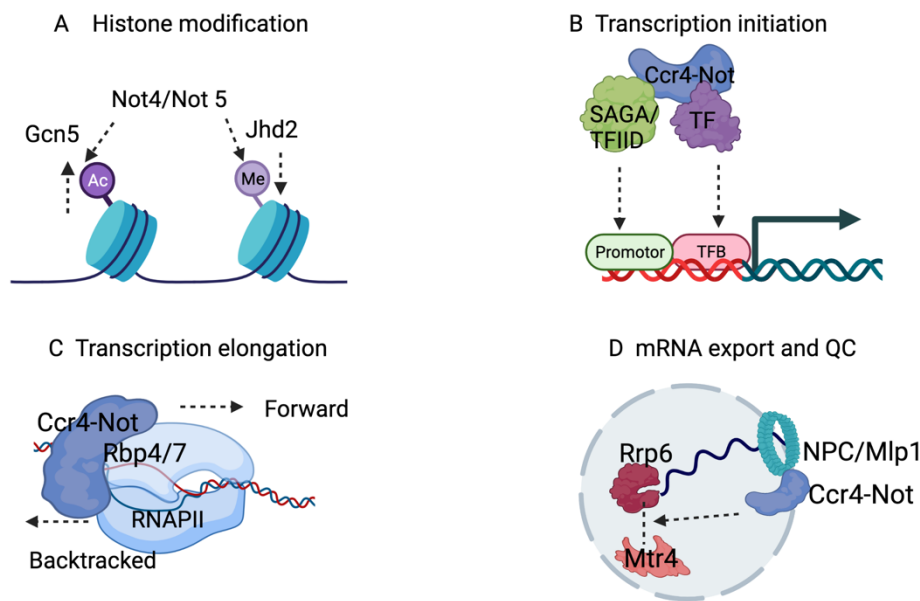 A Histone modification
Not4/Not 5
Gcn5
Jhd2
Ac
Me
B Transcription initiation
Ccr4-Not
SAGA/
TFIID
TF
Promotor
TFB
C Transcription elongation
Ccr4-Not
Forward
Rbp4/7
RNAPII
Backtracked
D mRNA export and QC
Rrp6
NPC/Mlp1
Ccr4-Not
Mtr4